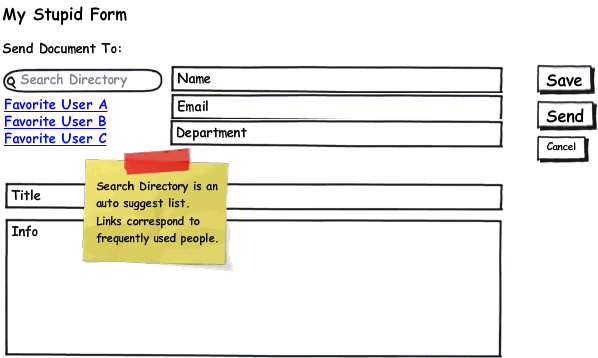 My Stupid Form
Send Document To:
Search Directory
Favorite User A
Favorite User B
Favorite User C
Name
Email
Department
Save
Send
Cancel
Search Directory is an
auto suggest list.
Links correspond to
frequently used people.
Title
Info